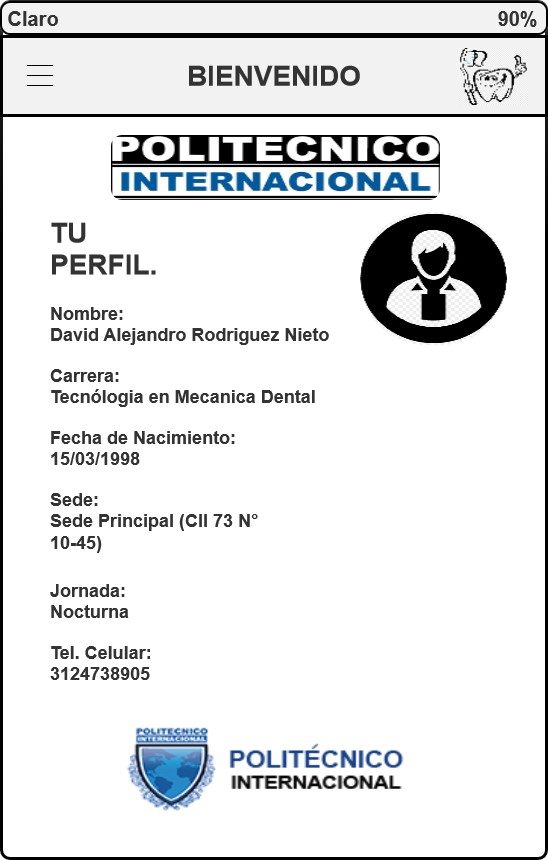 Claro 90%
BIENVENIDO
POLITECNICO
INTERNACIONAL
TU
PERFIL.
Nombre:
David Alejandro Rodriguez Nieto
Carrera:
Tecnólogia en Mecanica Dental
Fecha de Nacimiento:
15/03/1998
Sede:
Sede Principal (Cll 73 N°
10-45)
Jornada:
Nocturna
Tel. Celular:
3124738905
POLITECNICO
INTERNACIONAL
POLITÉCNICO
INTERNACIONAL